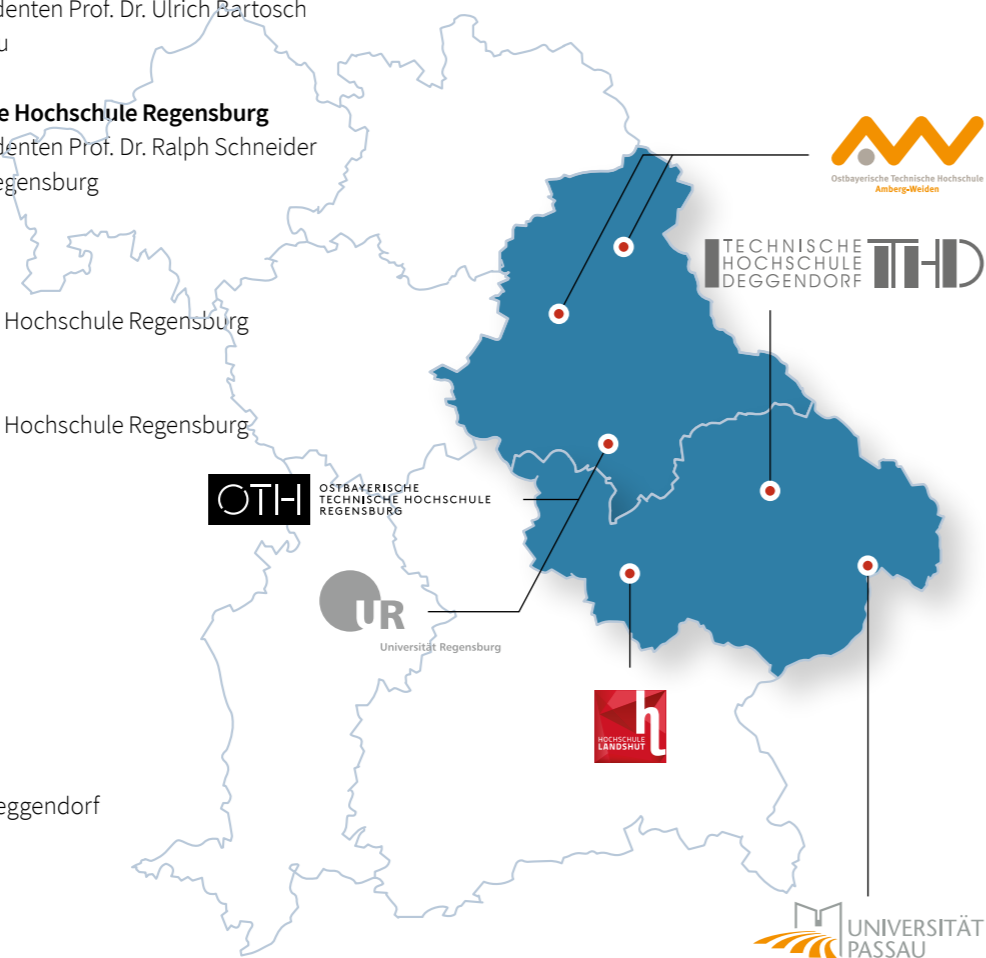 denten Prof. Dr. Ulrich Bartosch
u
e Hochschule Regensburg
denten Prof. Dr. Ralph Schneider
egensburg
Hochschule Regensburg
Hochschule Regensburg
eggendorf
Ostbayerische Technische Hochschule
Amberg-Weiden
TECHNISCHE
HOCHSCHULE
DEGGENDORF
THD
OTH
OSTBAYERISCHE
TECHNISCHE HOCHSCHULE
REGENSBURG
UR
Universität Regensburg
h
HOCHSCHULE
LANDSHUT
UNIVERSITÄT
PASSAU